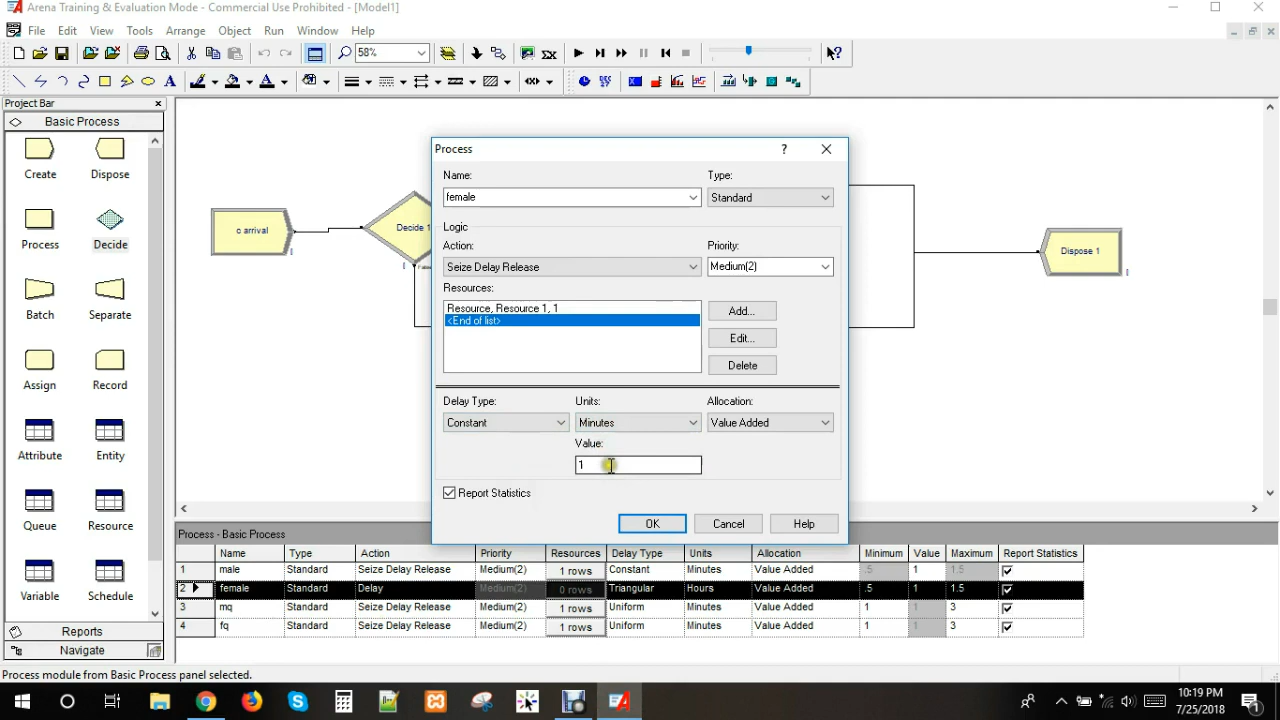 Arena Training & Evaluation Mode - Commercial Use Prohibited - [Model1]
File Edit View Tools Arrange Object Run Window Help
58%
Project Bar
Basic Process
Create Dispose
Process Decide
Batch Separate
Assign Record
Attribute Entity
Queue Resource
Variable Schedule
Reports
Navigate
c arrival
Decide 1
Dispose 1
Process
Name: Type:
female Standard
Logic
Action: Priority:
Seize Delay Release Medium(2)
Resources:
Resource, Resource 1, 1
<End of list>
Add...
Edit...
Delete
Delay Type: Units: Allocation:
Constant Minutes Value Added
Value:
1
Report Statistics
OK Cancel Help
Process - Basic Process
Name Type Action Priority Resources Delay Type Units Allocation Minimum Value Maximum Report Statistics
1 male Standard Seize Delay Release Medium(2) 1 rows Constant Minutes Value Added .5 1 1.5
2 female Standard Delay Medium(2) 0 rows Triangular Hours Value Added .5 1 1.5
3 mq Standard Seize Delay Release Medium(2) 1 rows Uniform Minutes Value Added 1 1 3
4 fq Standard Seize Delay Release Medium(2) 1 rows Uniform Minutes Value Added 1 1 3
Process module from Basic Process panel selected.
10:19 PM
7/25/2018